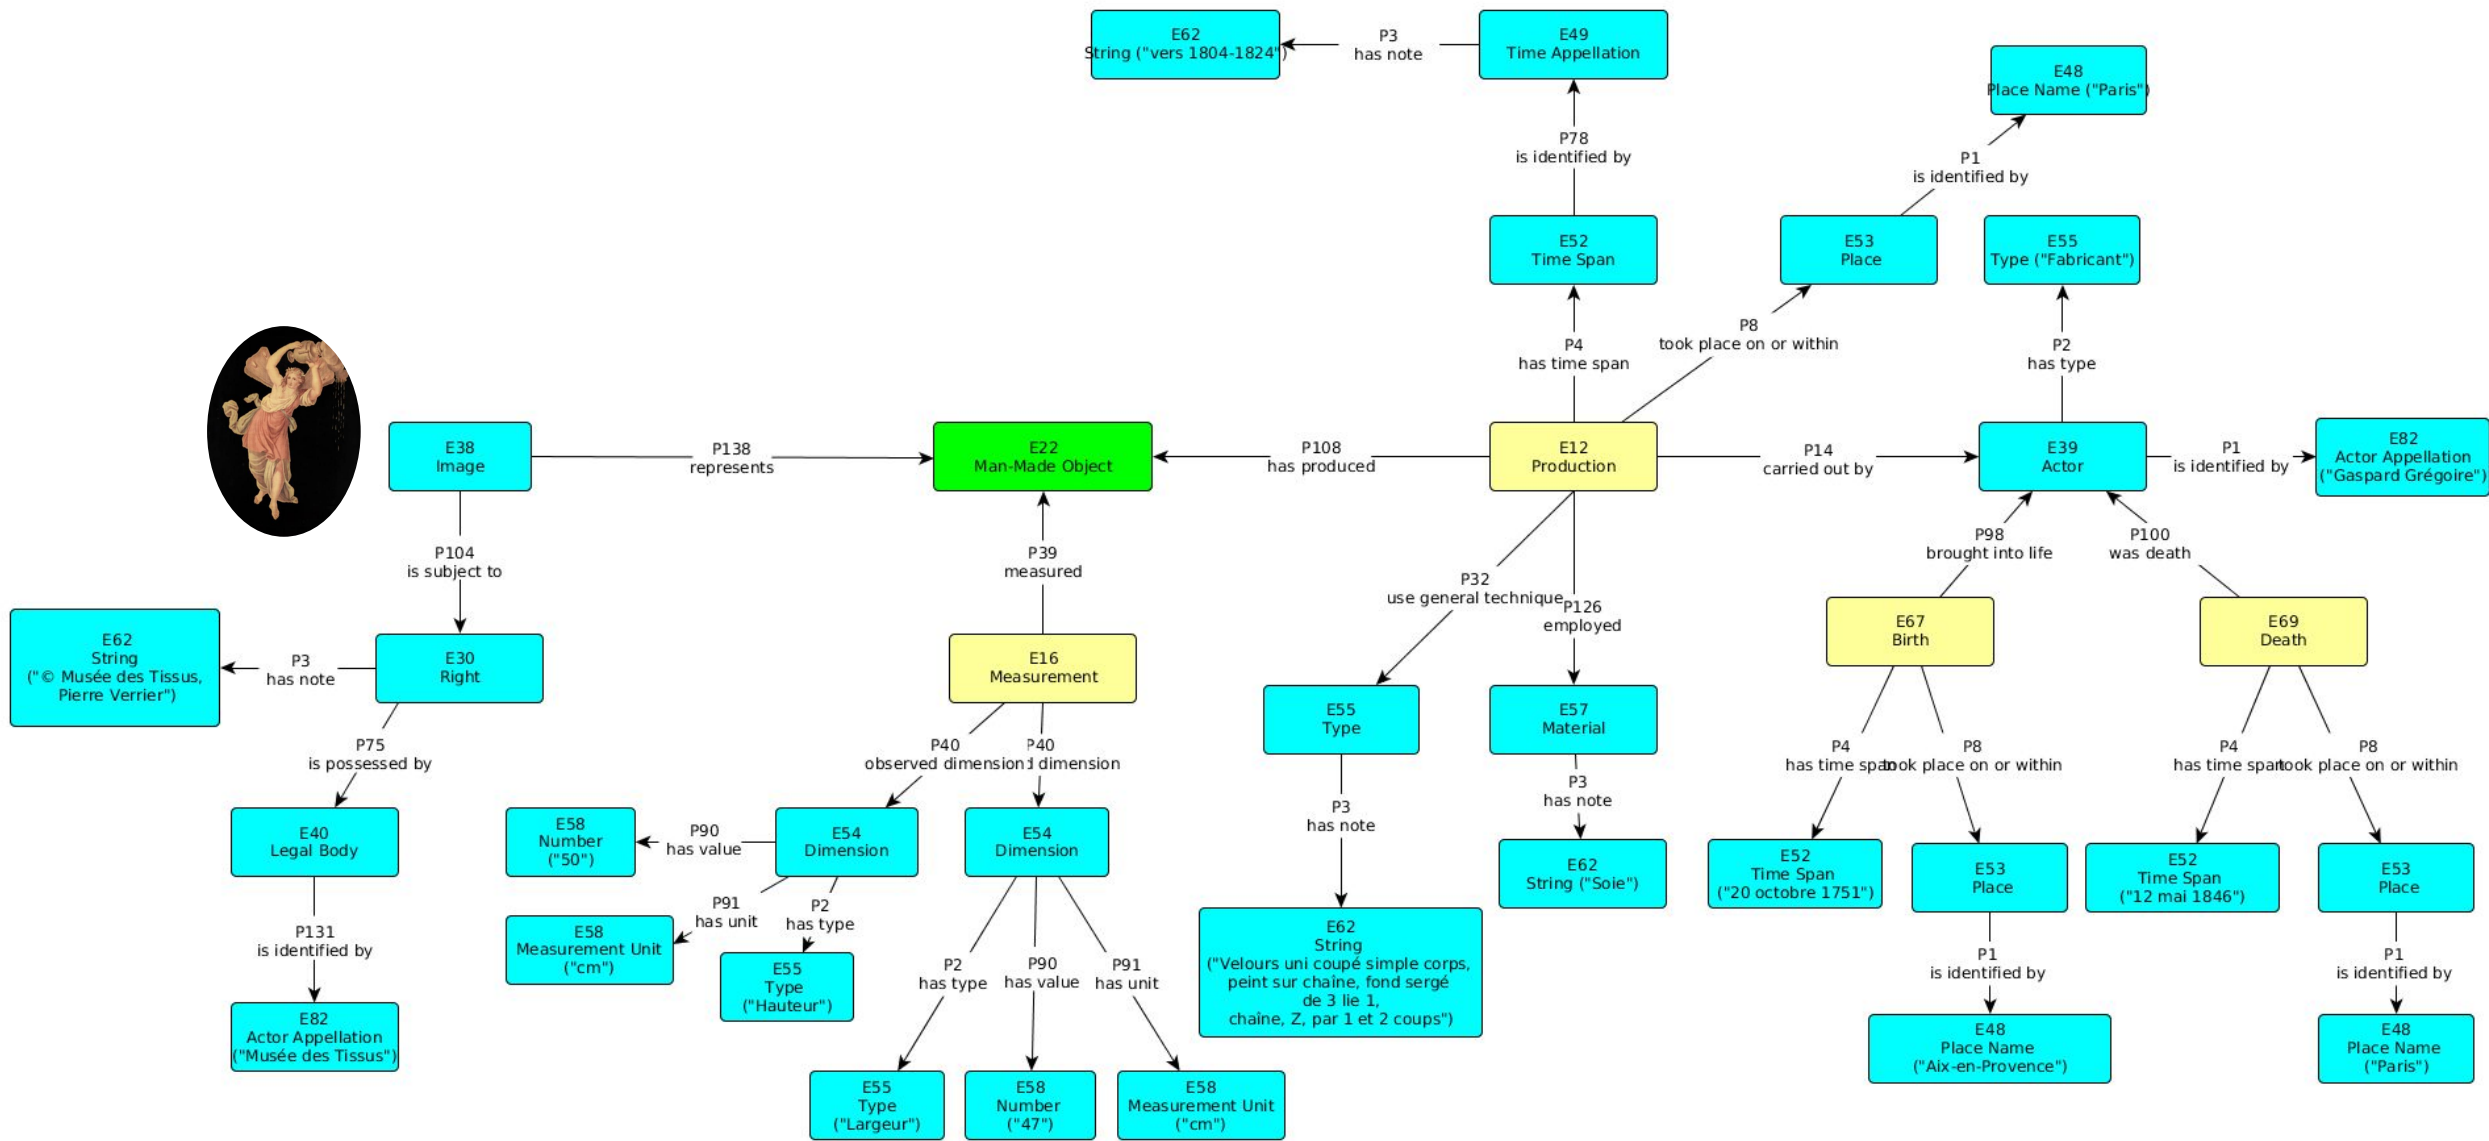 E62
String ("vers 1804-1824")
P3
has note
E49
Time Appellation
E48
Place Name ("Paris")
P78
is identified by
P1
is identified by
E52
Time Span
E53
Place
E55
Type ("Fabricant")
P4
has time span
P8
took place on or within
P2
has type
E38
Image
P138
represents
E22
Man-Made Object
P108
has produced
E12
Production
P14
carried out by
E39
Actor
P1
is identified by
E82
Actor Appellation
("Gaspard Grégoire")
P104
is subject to
P39
measured
P32
use general technique
P126
employed
P98
brought into life
P100
was death
E62
String
("© Musée des Tissus,
Pierre Verrier")
P3
has note
E30
Right
E16
Measurement
E67
Birth
E69
Death
E55
Type
E57
Material
P75
is possessed by
P40
observed dimension
P40
dimension
P3
has note
P3
has note
P4
has time span
P8
took place on or within
P4
has time span
P8
took place on or within
E40
Legal Body
E58
Number
("50")
P90
has value
E54
Dimension
E54
Dimension
E62
String ("Soie")
E52
Time Span
("20 octobre 1751")
E53
Place
E52
Time Span
("12 mai 1846")
E53
Place
P131
is identified by
E58
Measurement Unit
("cm")
P91
has unit
P2
has type
E55
Type
("Hauteur")
P2
has type
P90
has value
P91
has unit
E62
String
("Velours uni coupé simple corps,
peint sur chaîne, fond sergé
de 3 lie 1,
chaîne, Z, par 1 et 2 coups")
P1
is identified by
P1
is identified by
E82
Actor Appellation
("Musée des Tissus")
E55
Type
("Largeur")
E58
Number
("47")
E58
Measurement Unit
("cm")
E48
Place Name
("Aix-en-Provence")
E48
Place Name
("Paris")